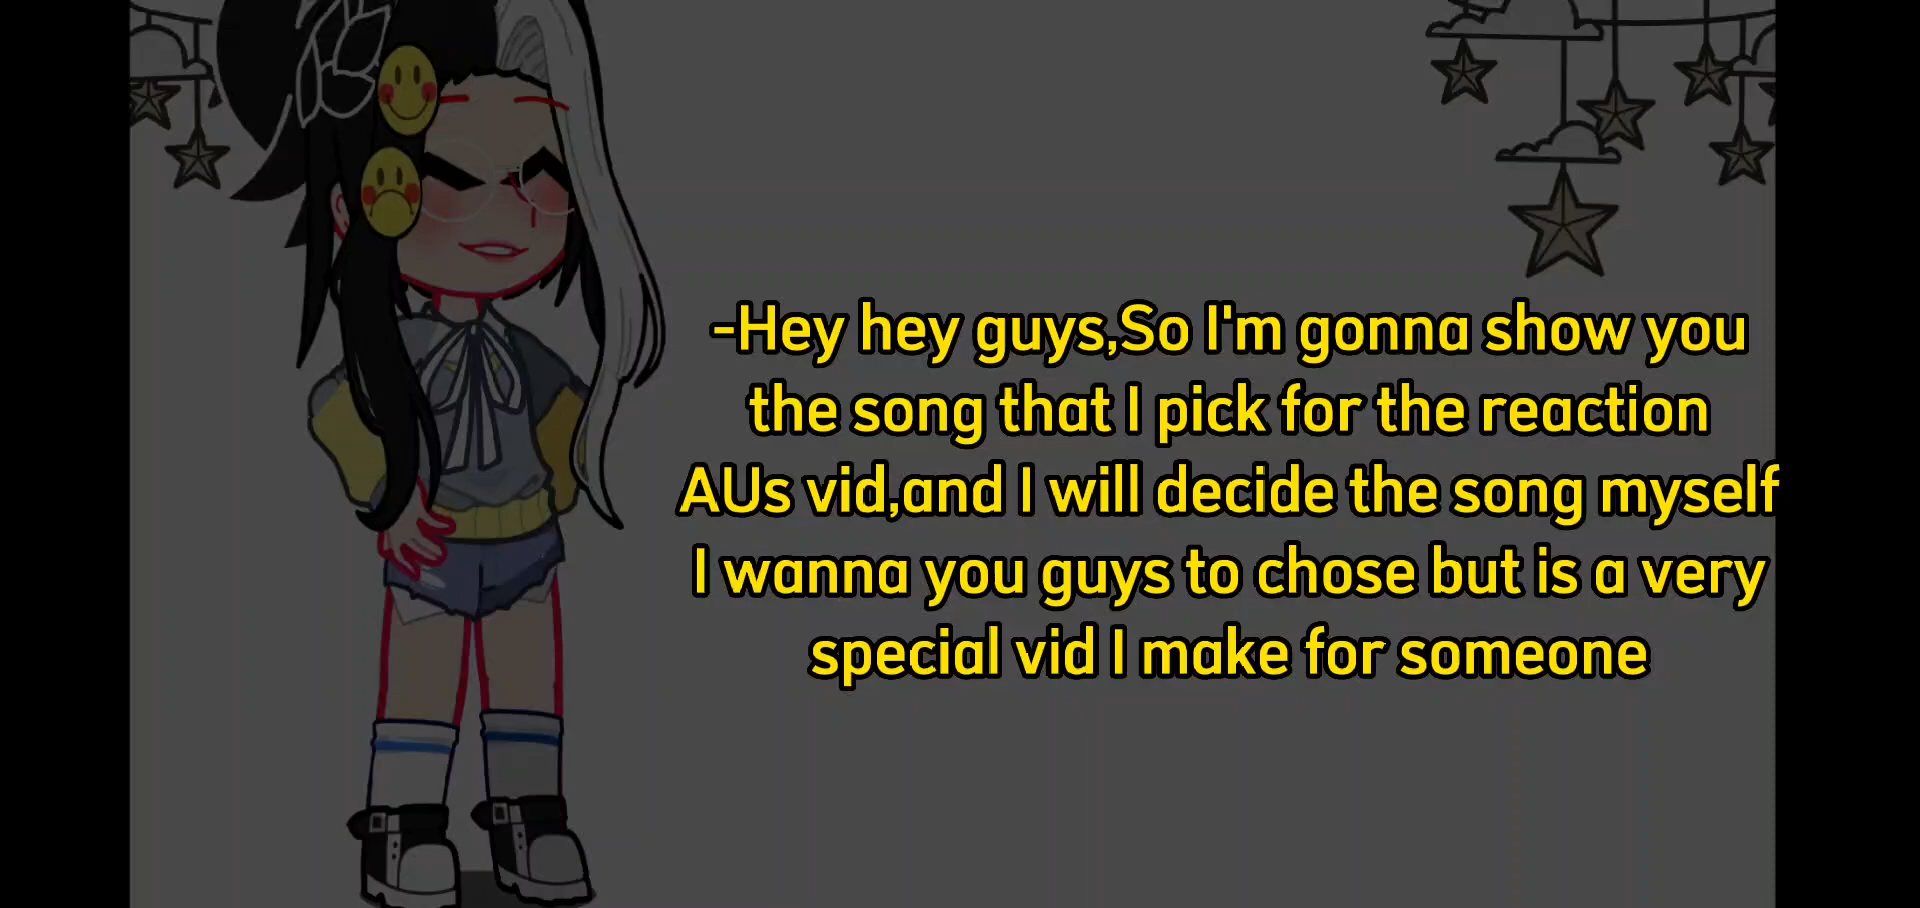 -Hey hey guys,So I'm gonna show you
the song that I pick for the reaction
AUs vid,and I will decide the song myself
I wanna you guys to chose but is a very
special vid I make for someone